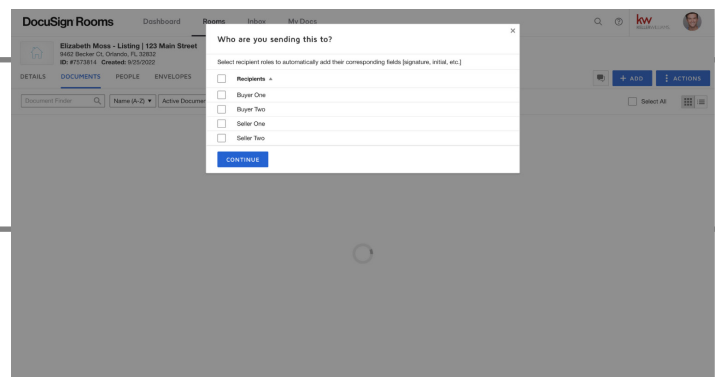 DocuSign Rooms Dashboard Rooms Inbox My Docs
kw
Elizabeth Moss - Listing | 123 Main Street
9482 Becker Ct, Orlando, FL 32832
ID: #7573814 Created: 9/25/2022
DETAILS DOCUMENTS PEOPLE ENVELOPES
+ ADD ACTIONS
Document Finder Name (A-Z) Active Documen
Select All
Who are you sending this to?
Select recipient roles to automatically add their corresponding fields [signature, initial, etc.]
Recipients
Buyer One
Buyer Two
Seller One
Seller Two
CONTINUE